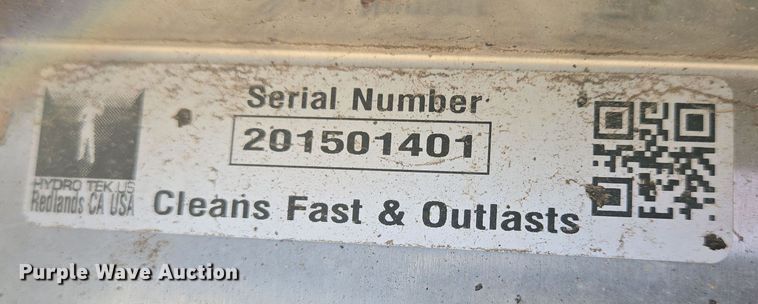 Serial Number
201501401
HYDRO TEK.US
Redlands CA USA
Cleans Fast & Outlasts
Purple Wave Auction